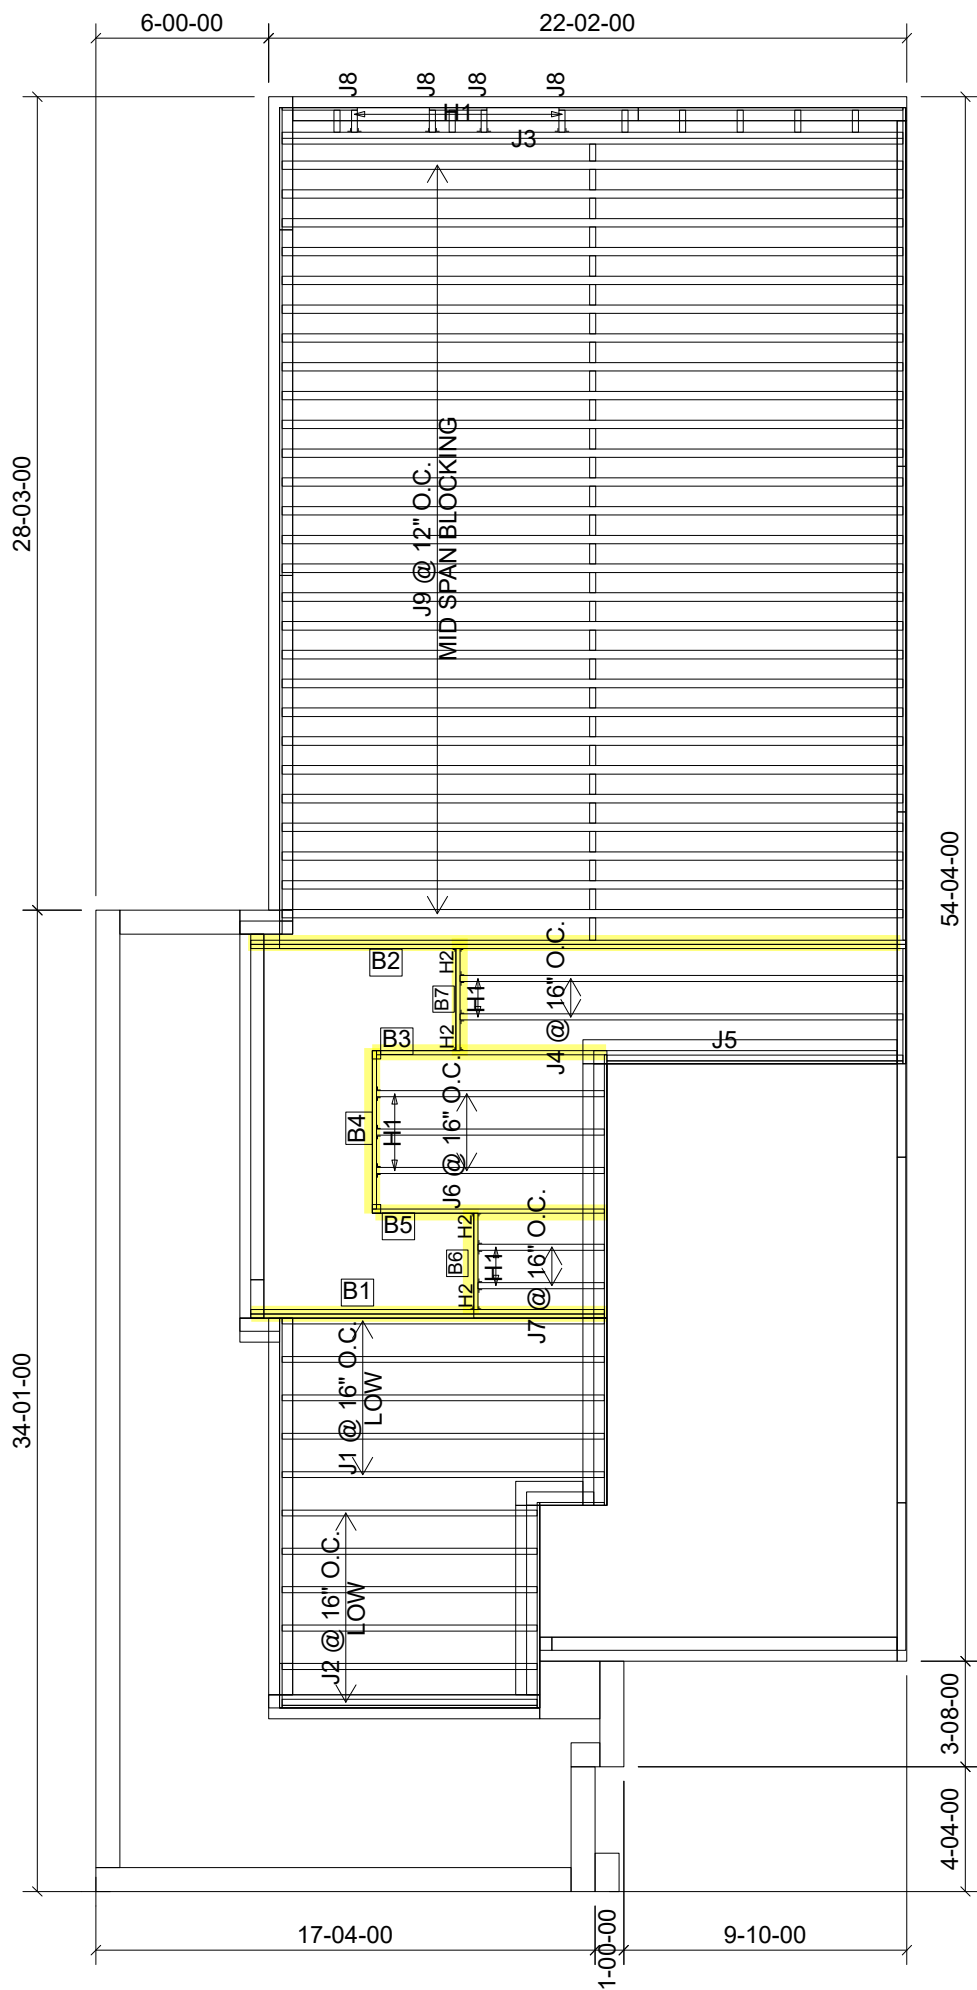 6-00-00
22-02-00
J8
J8
J8
J8
H1
J3
28-03-00
J9 @ 12" O.C.
MID SPAN BLOCKING
54-04-00
B2
H2
B7
H1
H2
J4 @ 16" O.C.
B3
J5
B4
H1
J6 @ 16" O.C.
B5
H2
B6
H1
H2
J7 @ 16" O.C.
B1
34-01-00
J1 @ 16" O.C.
LOW
J2 @ 16" O.C.
LOW
3-08-00
4-04-00
17-04-00
1-00-00
9-10-00